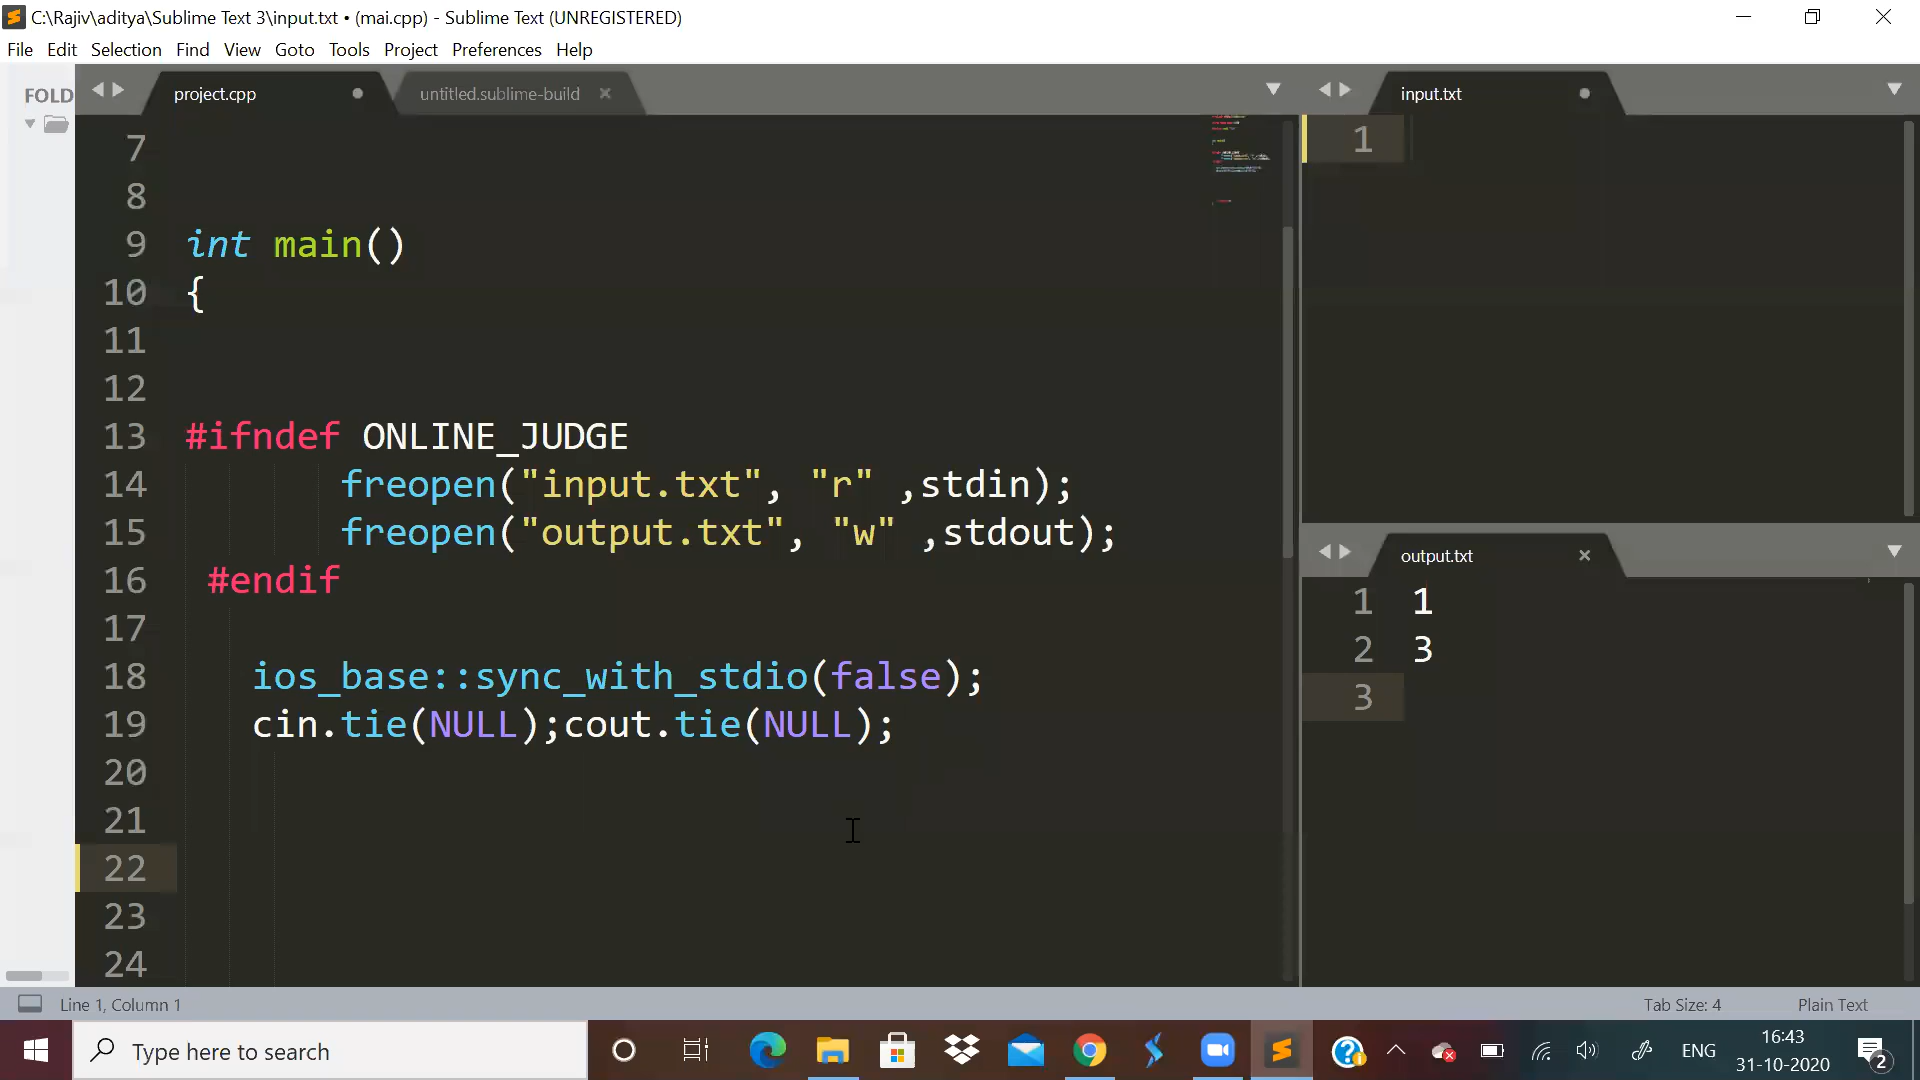 C:\Rajiv\aditya\Sublime Text 3\input.txt • (mai.cpp) - Sublime Text (UNREGISTERED)
File Edit Selection Find View Goto Tools Project Preferences Help
FOLD
project.cpp
untitled.sublime-build
7
8
9 int main()
10 {
11
12
13 #ifndef ONLINE_JUDGE
14 freopen("input.txt", "r" ,stdin);
15 freopen("output.txt", "w" ,stdout);
16 #endif
17
18 ios_base::sync_with_stdio(false);
19 cin.tie(NULL);cout.tie(NULL);
20
21
22
23
24
input.txt
1
output.txt
1 1
2 3
3
Line 1, Column 1
Tab Size: 4
Plain Text
Type here to search
ENG
16:43
31-10-2020
2